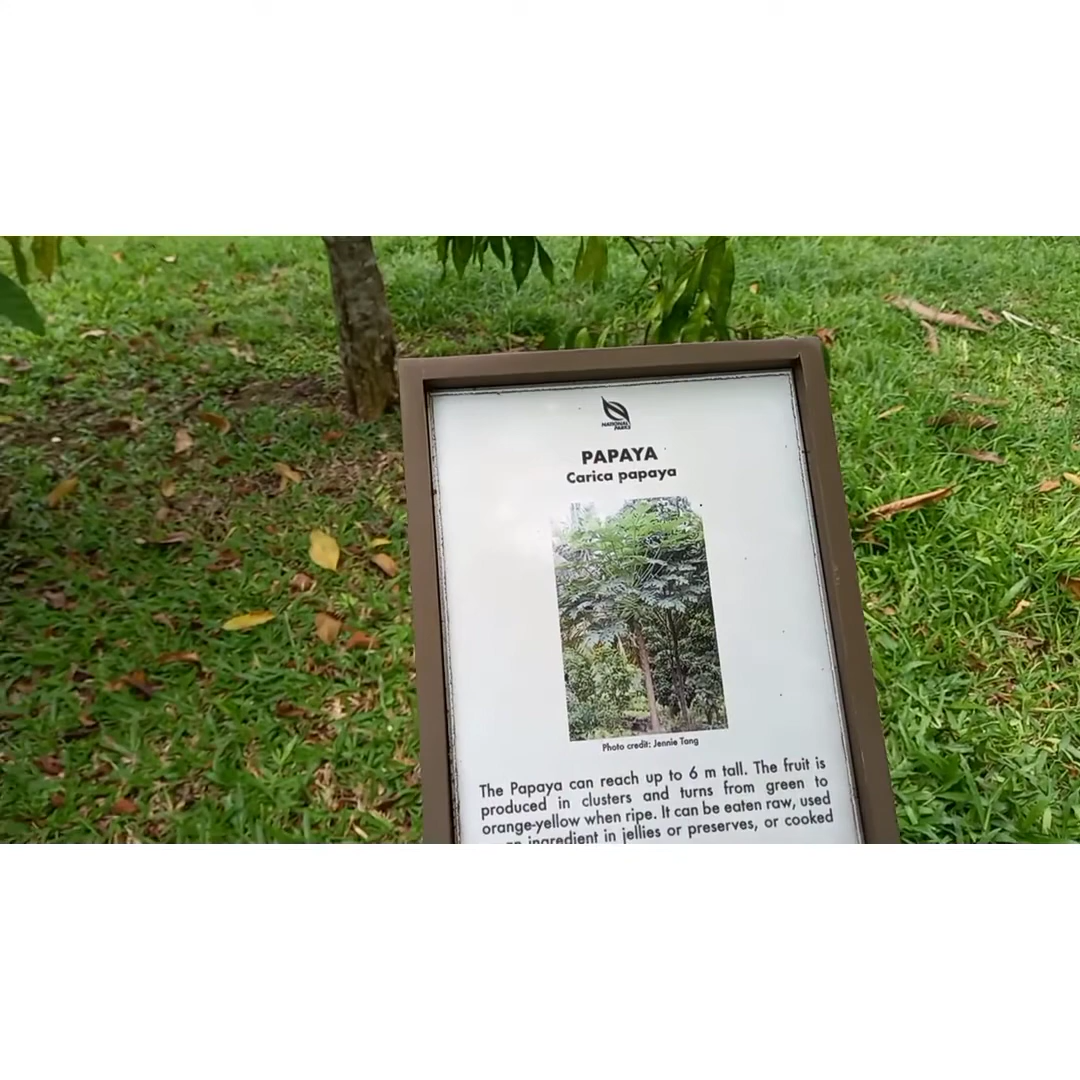 NATIONAL
PARKS
PAPAYA
Carica papaya
Photo credit: Jennie Tang
The Papaya can reach up to 6 m tall. The fruit is
produced in clusters and turns from green to
orange-yellow when ripe. It can be eaten raw, used
an ingredient in jellies or preserves, or cooked